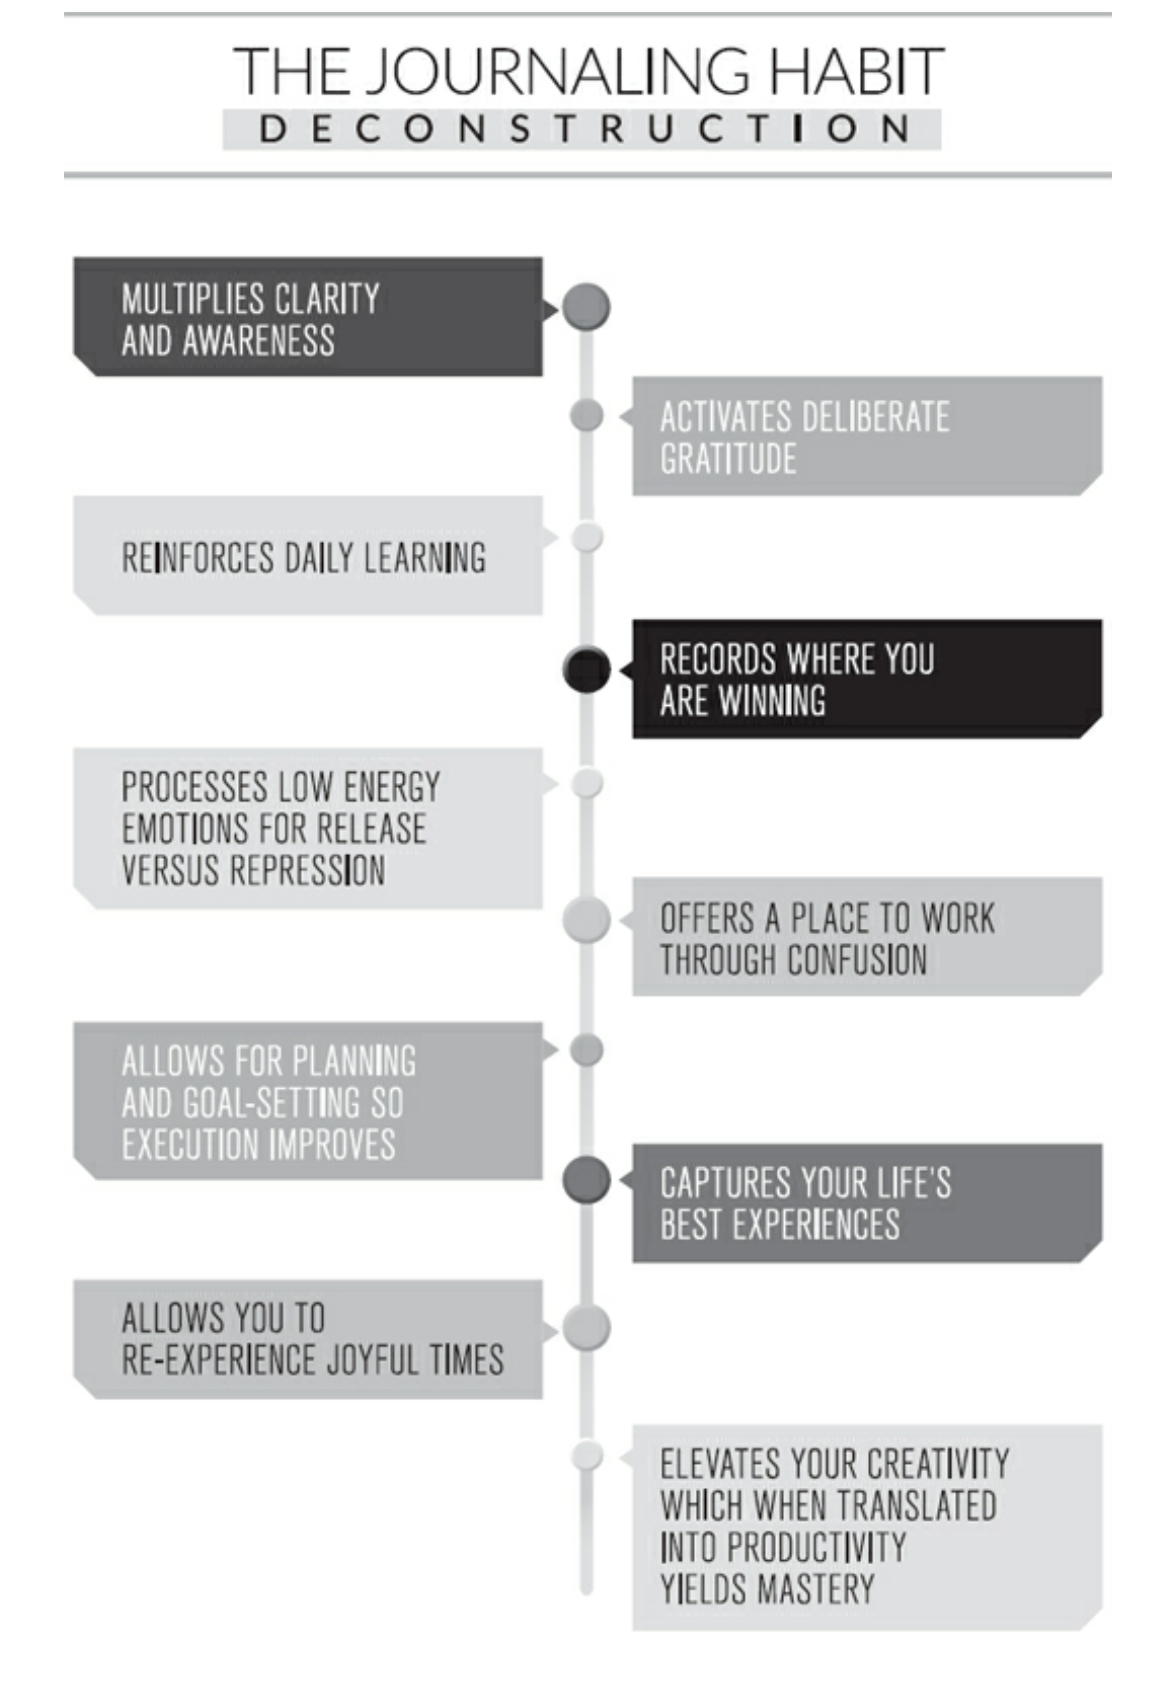 THE JOURNALING HABIT
DECONSTRUCTION
MULTIPLIES CLARITY
AND AWARENESS
ACTIVATES DELIBERATE
GRATITUDE
REINFORCES DAILY LEARNING
RECORDS WHERE YOU
ARE WINNING
PROCESSES LOW ENERGY
EMOTIONS FOR RELEASE
VERSUS REPRESSION
OFFERS A PLACE TO WORK
THROUGH CONFUSION
ALLOWS FOR PLANNING
AND GOAL-SETTING SO
EXECUTION IMPROVES
CAPTURES YOUR LIFE'S
BEST EXPERIENCES
ALLOWS YOU TO
RE-EXPERIENCE JOYFUL TIMES
ELEVATES YOUR CREATIVITY
WHICH WHEN TRANSLATED
INTO PRODUCTIVITY
YIELDS MASTERY